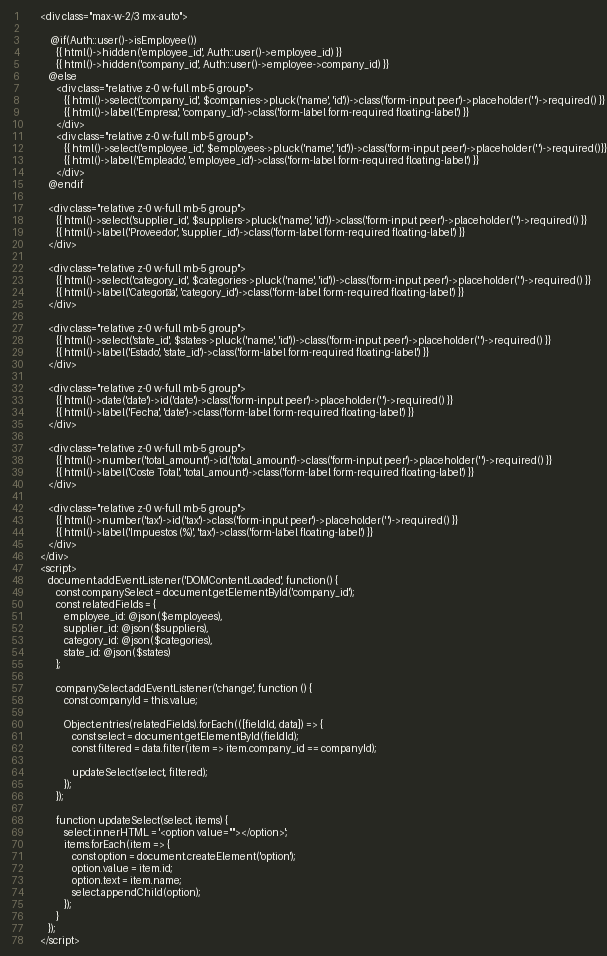 1 <div class="max-w-2/3 mx-auto">
2
3 @if(Auth::user()->isEmployee())
4 {{ html()->hidden('employee_id', Auth::user()->employee_id) }}
5 {{ html()->hidden('company_id', Auth::user()->employee->company_id) }}
6 @else
7 <div class="relative z-0 w-full mb-5 group">
8 {{ html()->select('company_id', $companies->pluck('name', 'id'))->class('form-input peer')->placeholder(' ')->required() }}
9 {{ html()->label('Empresa', 'company_id')->class('form-label form-required floating-label') }}
10 </div>
11 <div class="relative z-0 w-full mb-5 group">
12 {{ html()->select('employee_id', $employees->pluck('name', 'id'))->class('form-input peer')->placeholder(' ')->required()}}
13 {{ html()->label('Empleado', 'employee_id')->class('form-label form-required floating-label') }}
14 </div>
15 @endif
16
17 <div class="relative z-0 w-full mb-5 group">
18 {{ html()->select('supplier_id', $suppliers->pluck('name', 'id'))->class('form-input peer')->placeholder(' ')->required() }}
19 {{ html()->label('Proveedor', 'supplier_id')->class('form-label form-required floating-label') }}
20 </div>
21
22 <div class="relative z-0 w-full mb-5 group">
23 {{ html()->select('category_id', $categories->pluck('name', 'id'))->class('form-input peer')->placeholder(' ')->required() }}
24 {{ html()->label('Categor▯a', 'category_id')->class('form-label form-required floating-label') }}
25 </div>
26
27 <div class="relative z-0 w-full mb-5 group">
28 {{ html()->select('state_id', $states->pluck('name', 'id'))->class('form-input peer')->placeholder(' ')->required() }}
29 {{ html()->label('Estado', 'state_id')->class('form-label form-required floating-label') }}
30 </div>
31
32 <div class="relative z-0 w-full mb-5 group">
33 {{ html()->date('date')->id('date')->class('form-input peer')->placeholder(' ')->required() }}
34 {{ html()->label('Fecha', 'date')->class('form-label form-required floating-label') }}
35 </div>
36
37 <div class="relative z-0 w-full mb-5 group">
38 {{ html()->number('total_amount')->id('total_amount')->class('form-input peer')->placeholder(' ')->required() }}
39 {{ html()->label('Coste Total', 'total_amount')->class('form-label form-required floating-label') }}
40 </div>
41
42 <div class="relative z-0 w-full mb-5 group">
43 {{ html()->number('tax')->id('tax')->class('form-input peer')->placeholder(' ')->required() }}
44 {{ html()->label('Impuestos (%)', 'tax')->class('form-label floating-label') }}
45 </div>
46 </div>
47 <script>
48 document.addEventListener('DOMContentLoaded', function() {
49 const companySelect = document.getElementById('company_id');
50 const relatedFields = {
51 employee_id: @json($employees),
52 supplier_id: @json($suppliers),
53 category_id: @json($categories),
54 state_id: @json($states)
55 };
56
57 companySelect.addEventListener('change', function () {
58 const companyId = this.value;
59
60 Object.entries(relatedFields).forEach(([fieldId, data]) => {
61 const select = document.getElementById(fieldId);
62 const filtered = data.filter(item => item.company_id == companyId);
63
64 updateSelect(select, filtered);
65 });
66 });
67
68 function updateSelect(select, items) {
69 select.innerHTML = '<option value=""></option>';
70 items.forEach(item => {
71 const option = document.createElement('option');
72 option.value = item.id;
73 option.text = item.name;
74 select.appendChild(option);
75 });
76 }
77 });
78 </script>